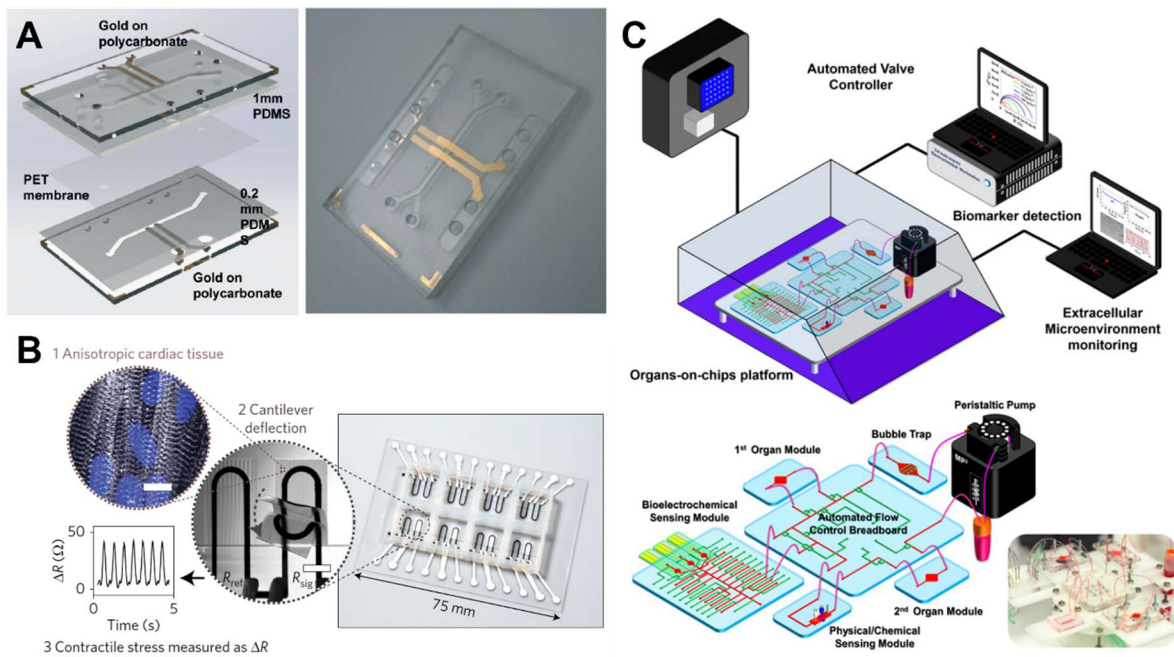 A
Gold on
polycarbonate
1mm
PDMS
PET
membrane
0.2
mm
PDM
S
Gold on
polycarbonate
B
1 Anisotropic cardiac tissue
2 Cantilever
deflection
50
0
ΔR (Ω)
0
5
Time (s)
R ref
R sig
75 mm
3 Contractile stress measured as ΔR
C
Automated Valve
Controller
Biomarker detection
Extracellular
Microenvironment
monitoring
Organs-on-chips platform
Peristaltic Pump
Bubble Trap
1st Organ Module
Bioelectrochemical
Sensing Module
Automated Flow
Control Breadboard
2nd Organ Module
Physical/Chemical
Sensing Module